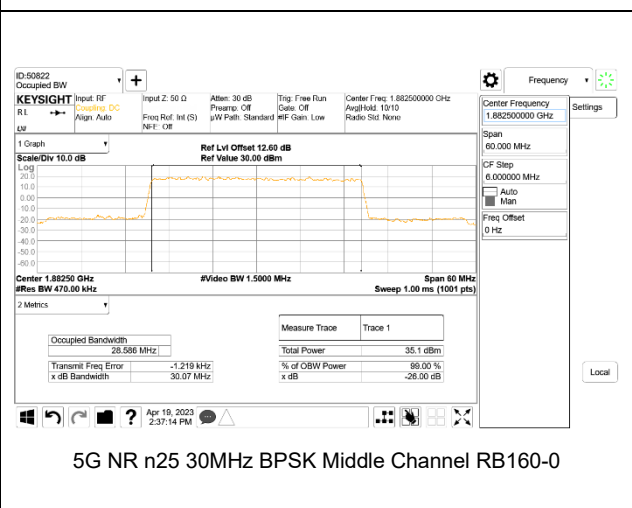 ID:50822
Occupied BW
+
Frequency
KEYSIGHT
RL
Input: RF
Coupling: DC
Align: Auto
Input Z: 50 Ω
Freq Ref: Int (S)
NFE: Off
Atten: 30 dB
Preamp: Off
µW Path: Standard
Trig: Free Run
Gate: Off
#IF Gain: Low
Center Freq: 1.882500000 GHz
Avg|Hold: 10/10
Radio Std: None
Center Frequency
1.882500000 GHz
Settings
Span
60.000 MHz
CF Step
6.000000 MHz
Auto
Man
Freq Offset
0 Hz
1 Graph
Scale/Div 10.0 dB
Ref Lvl Offset 12.60 dB
Ref Value 30.00 dBm
Log
20.0
10.0
0.00
-10.0
-20.0
-30.0
-40.0
-50.0
-60.0
Center 1.88250 GHz
#Video BW 1.5000 MHz
Span 60 MHz
#Res BW 470.00 kHz
Sweep 1.00 ms (1001 pts)
2 Metrics
Measure Trace Trace 1
Occupied Bandwidth
28.586 MHz
Total Power 35.1 dBm
Transmit Freq Error -1.219 kHz
% of OBW Power 99.00 %
x dB Bandwidth 30.07 MHz
x dB -26.00 dB
Local
?
Apr 19, 2023
2:37:14 PM
5G NR n25 30MHz BPSK Middle Channel RB160-0